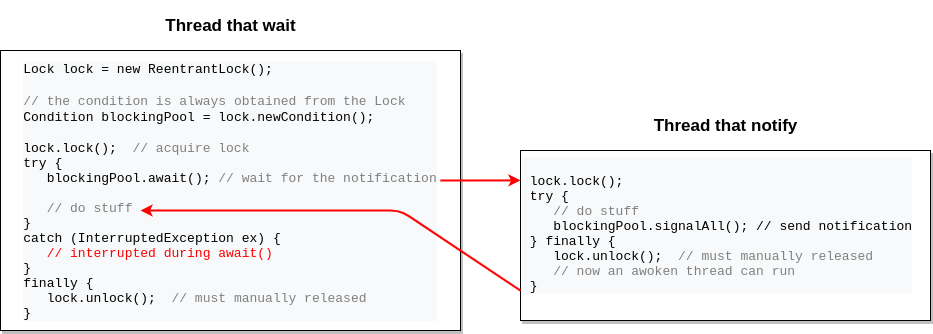 Thread that wait
Lock lock = new ReentrantLock();
// the condition is always obtained from the Lock
Condition blockingPool = lock.newCondition();
lock.lock();  // acquire lock
try {
   blockingPool.await(); // wait for the notification
   // do stuff
}
catch (InterruptedException ex) {
   // interrupted during await()
}
finally {
   lock.unlock();  // must manually released
}
Thread that notify
lock.lock();
try {
   // do stuff
   blockingPool.signalAll(); // send notification
} finally {
   lock.unlock();  // must manually released
   // now an awoken thread can run
}